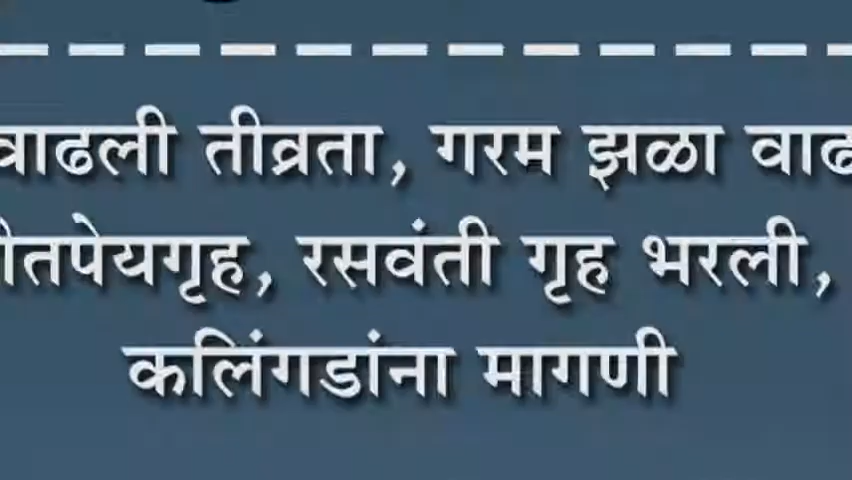 वाढली तीव्रता, गरम झळा
रसवंती गृह भरली,
कलिंगडांना मागणी